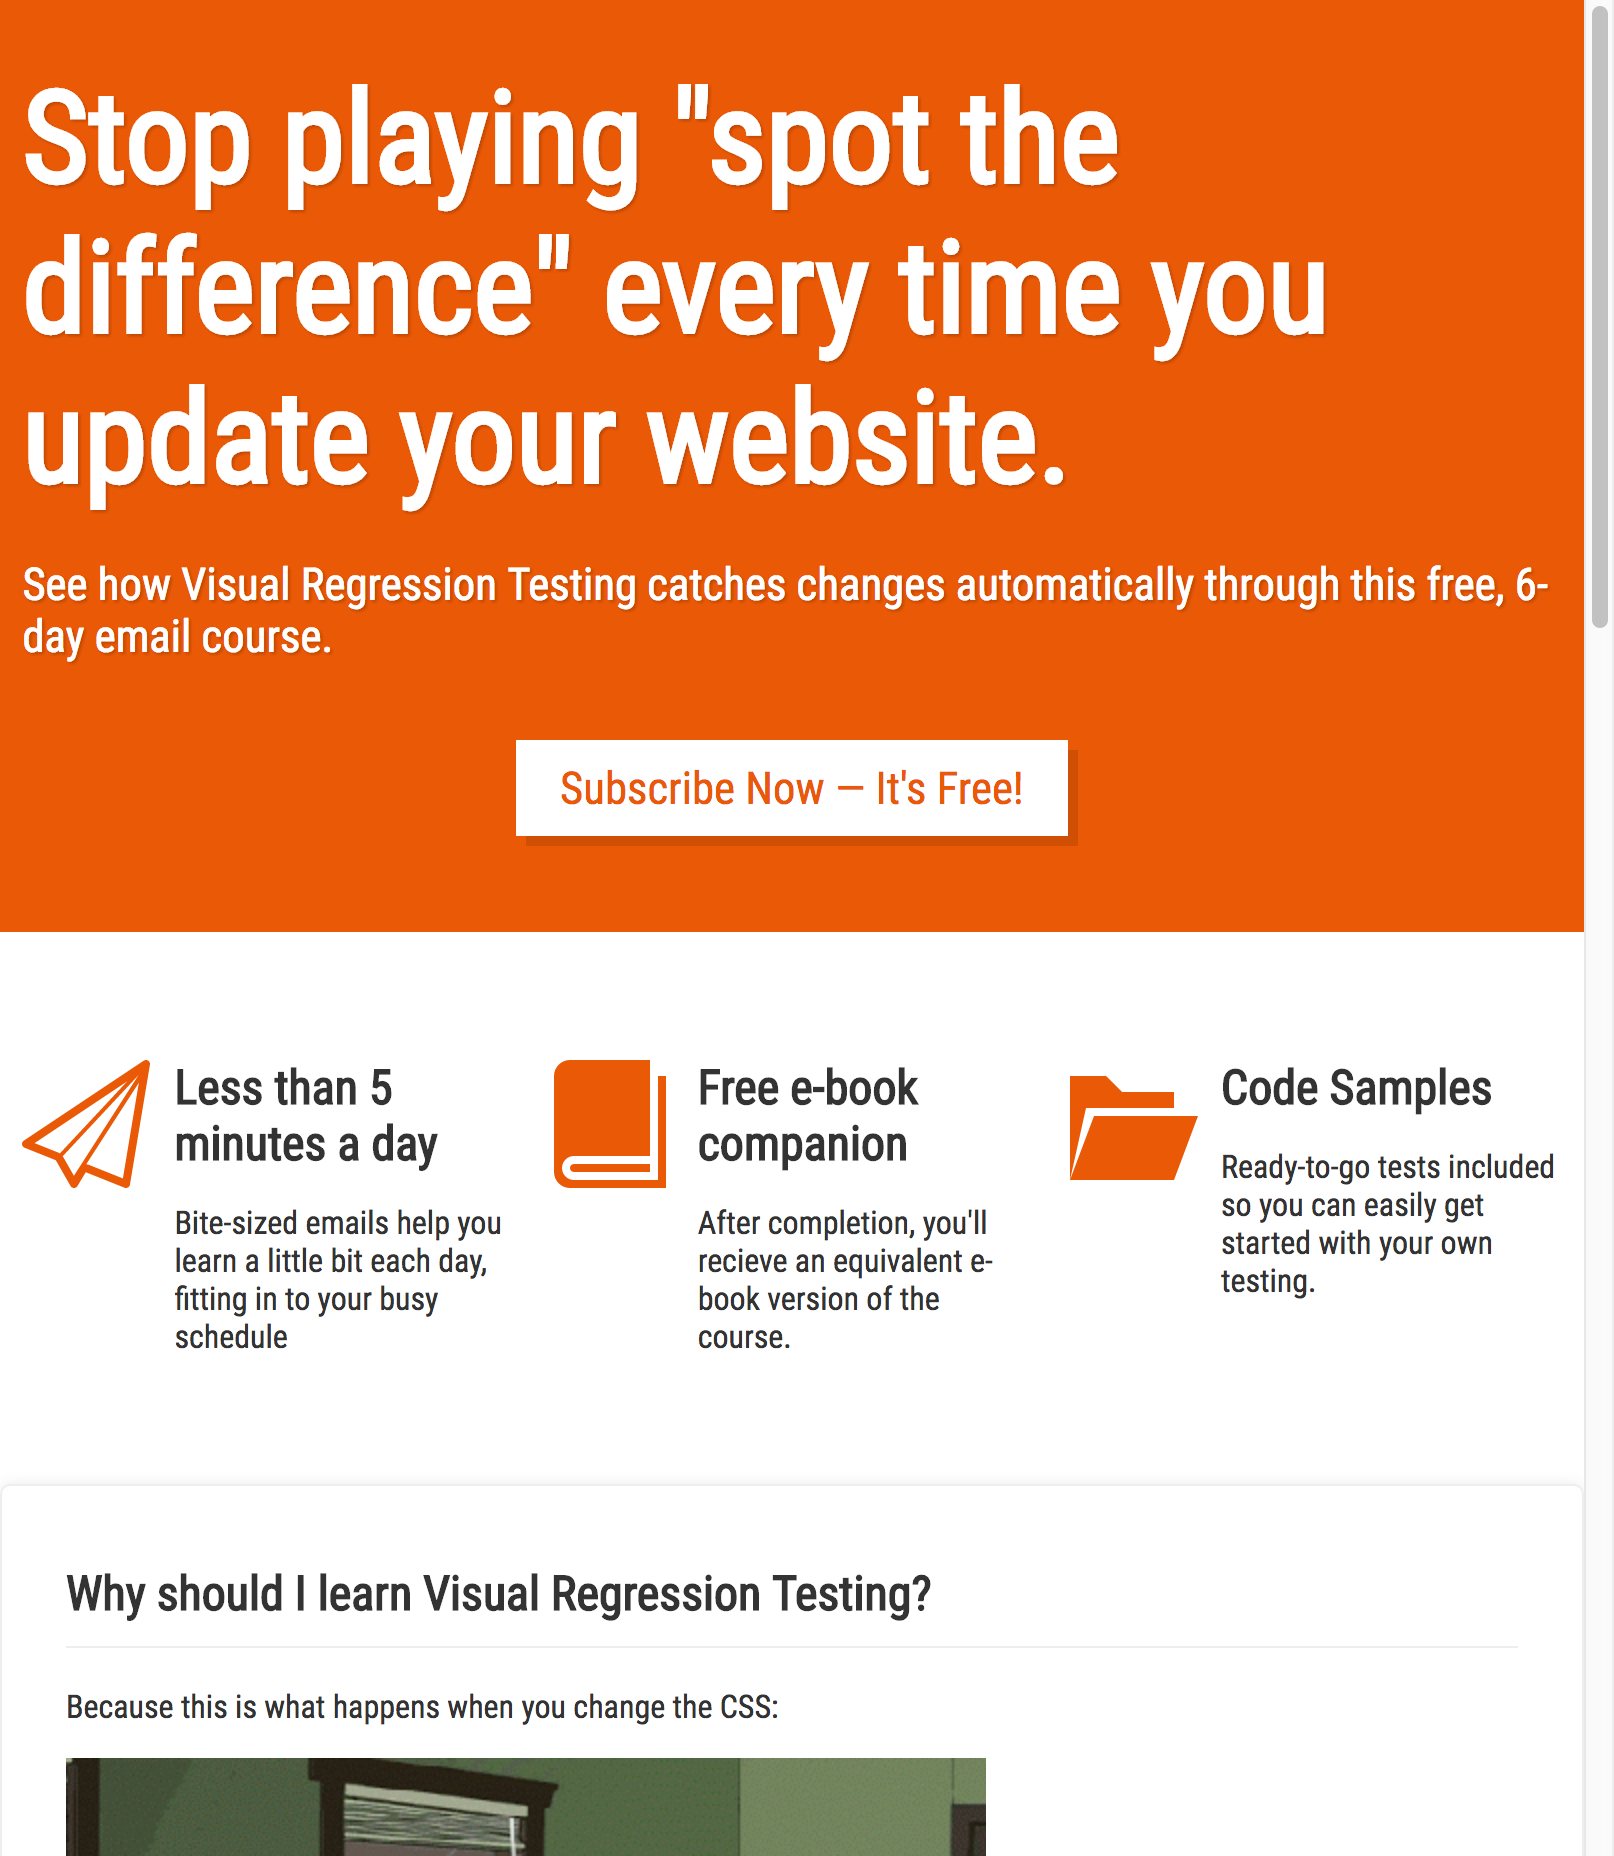 Stop playing "spot the
difference" every time you
update your website.
See how Visual Regression Testing catches changes automatically through this free, 6-
day email course.
Subscribe Now – It's Free!
Less than 5
minutes a day
Bite-sized emails help you
learn a little bit each day,
fitting in to your busy
schedule
Free e-book
companion
After completion, you'll
recieve an equivalent e-
book version of the
course.
Code Samples
Ready-to-go tests included
so you can easily get
started with your own
testing.
Why should I learn Visual Regression Testing?
Because this is what happens when you change the CSS: